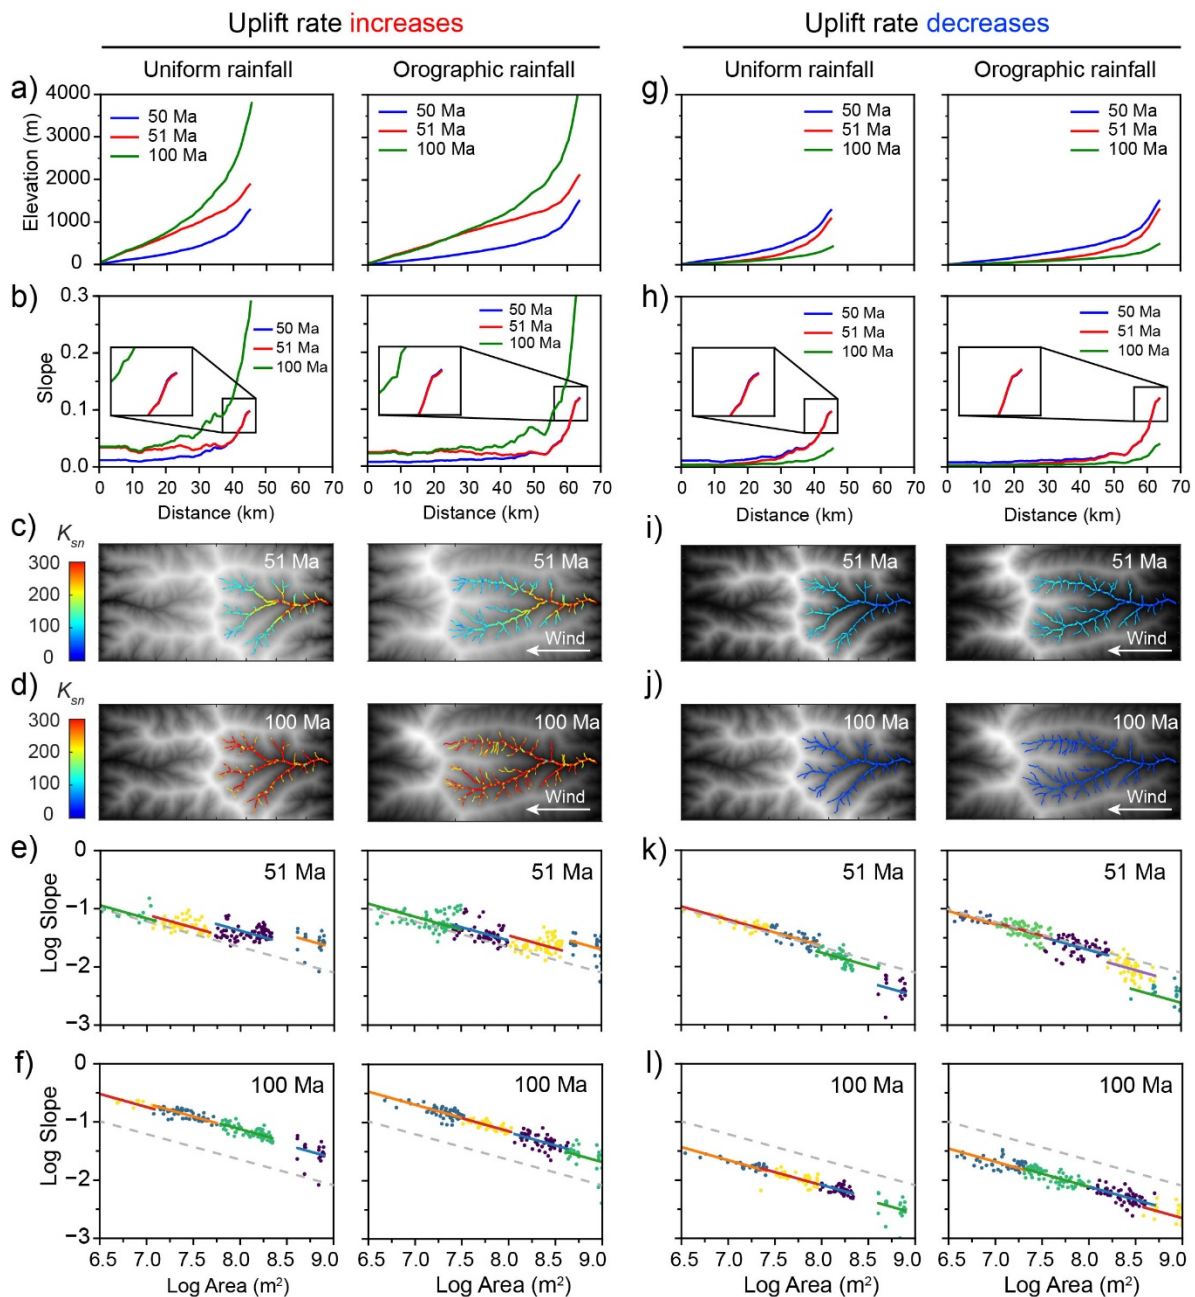 Uplift rate increases
Uplift rate decreases
Uniform rainfall
Orographic rainfall
Uniform rainfall
Orographic rainfall
a)
Elevation (m)
4000
3000
2000
1000
0
50 Ma
51 Ma
100 Ma
50 Ma
51 Ma
100 Ma
g)
50 Ma
51 Ma
100 Ma
50 Ma
51 Ma
100 Ma
b)
Slope
0.3
0.2
0.1
0.0
50 Ma
51 Ma
100 Ma
50 Ma
51 Ma
100 Ma
h)
50 Ma
51 Ma
100 Ma
50 Ma
51 Ma
100 Ma
0 10 20 30 40 50 60 70
0 10 20 30 40 50 60 70
0 10 20 30 40 50 60 70
0 10 20 30 40 50 60 70
Distance (km)
Distance (km)
Distance (km)
Distance (km)
c)
Ksn
300
200
100
0
51 Ma
51 Ma
Wind
i)
51 Ma
51 Ma
Wind
d)
Ksn
300
200
100
0
100 Ma
100 Ma
Wind
j)
100 Ma
100 Ma
Wind
e)
Log Slope
0
−1
−2
−3
51 Ma
51 Ma
k)
51 Ma
51 Ma
f)
Log Slope
0
−1
−2
−3
100 Ma
100 Ma
l)
100 Ma
100 Ma
6.5 7.0 7.5 8.0 8.5 9.0
6.5 7.0 7.5 8.0 8.5 9.0
6.5 7.0 7.5 8.0 8.5 9.0
6.5 7.0 7.5 8.0 8.5 9.0
Log Area (m²)
Log Area (m²)
Log Area (m²)
Log Area (m²)